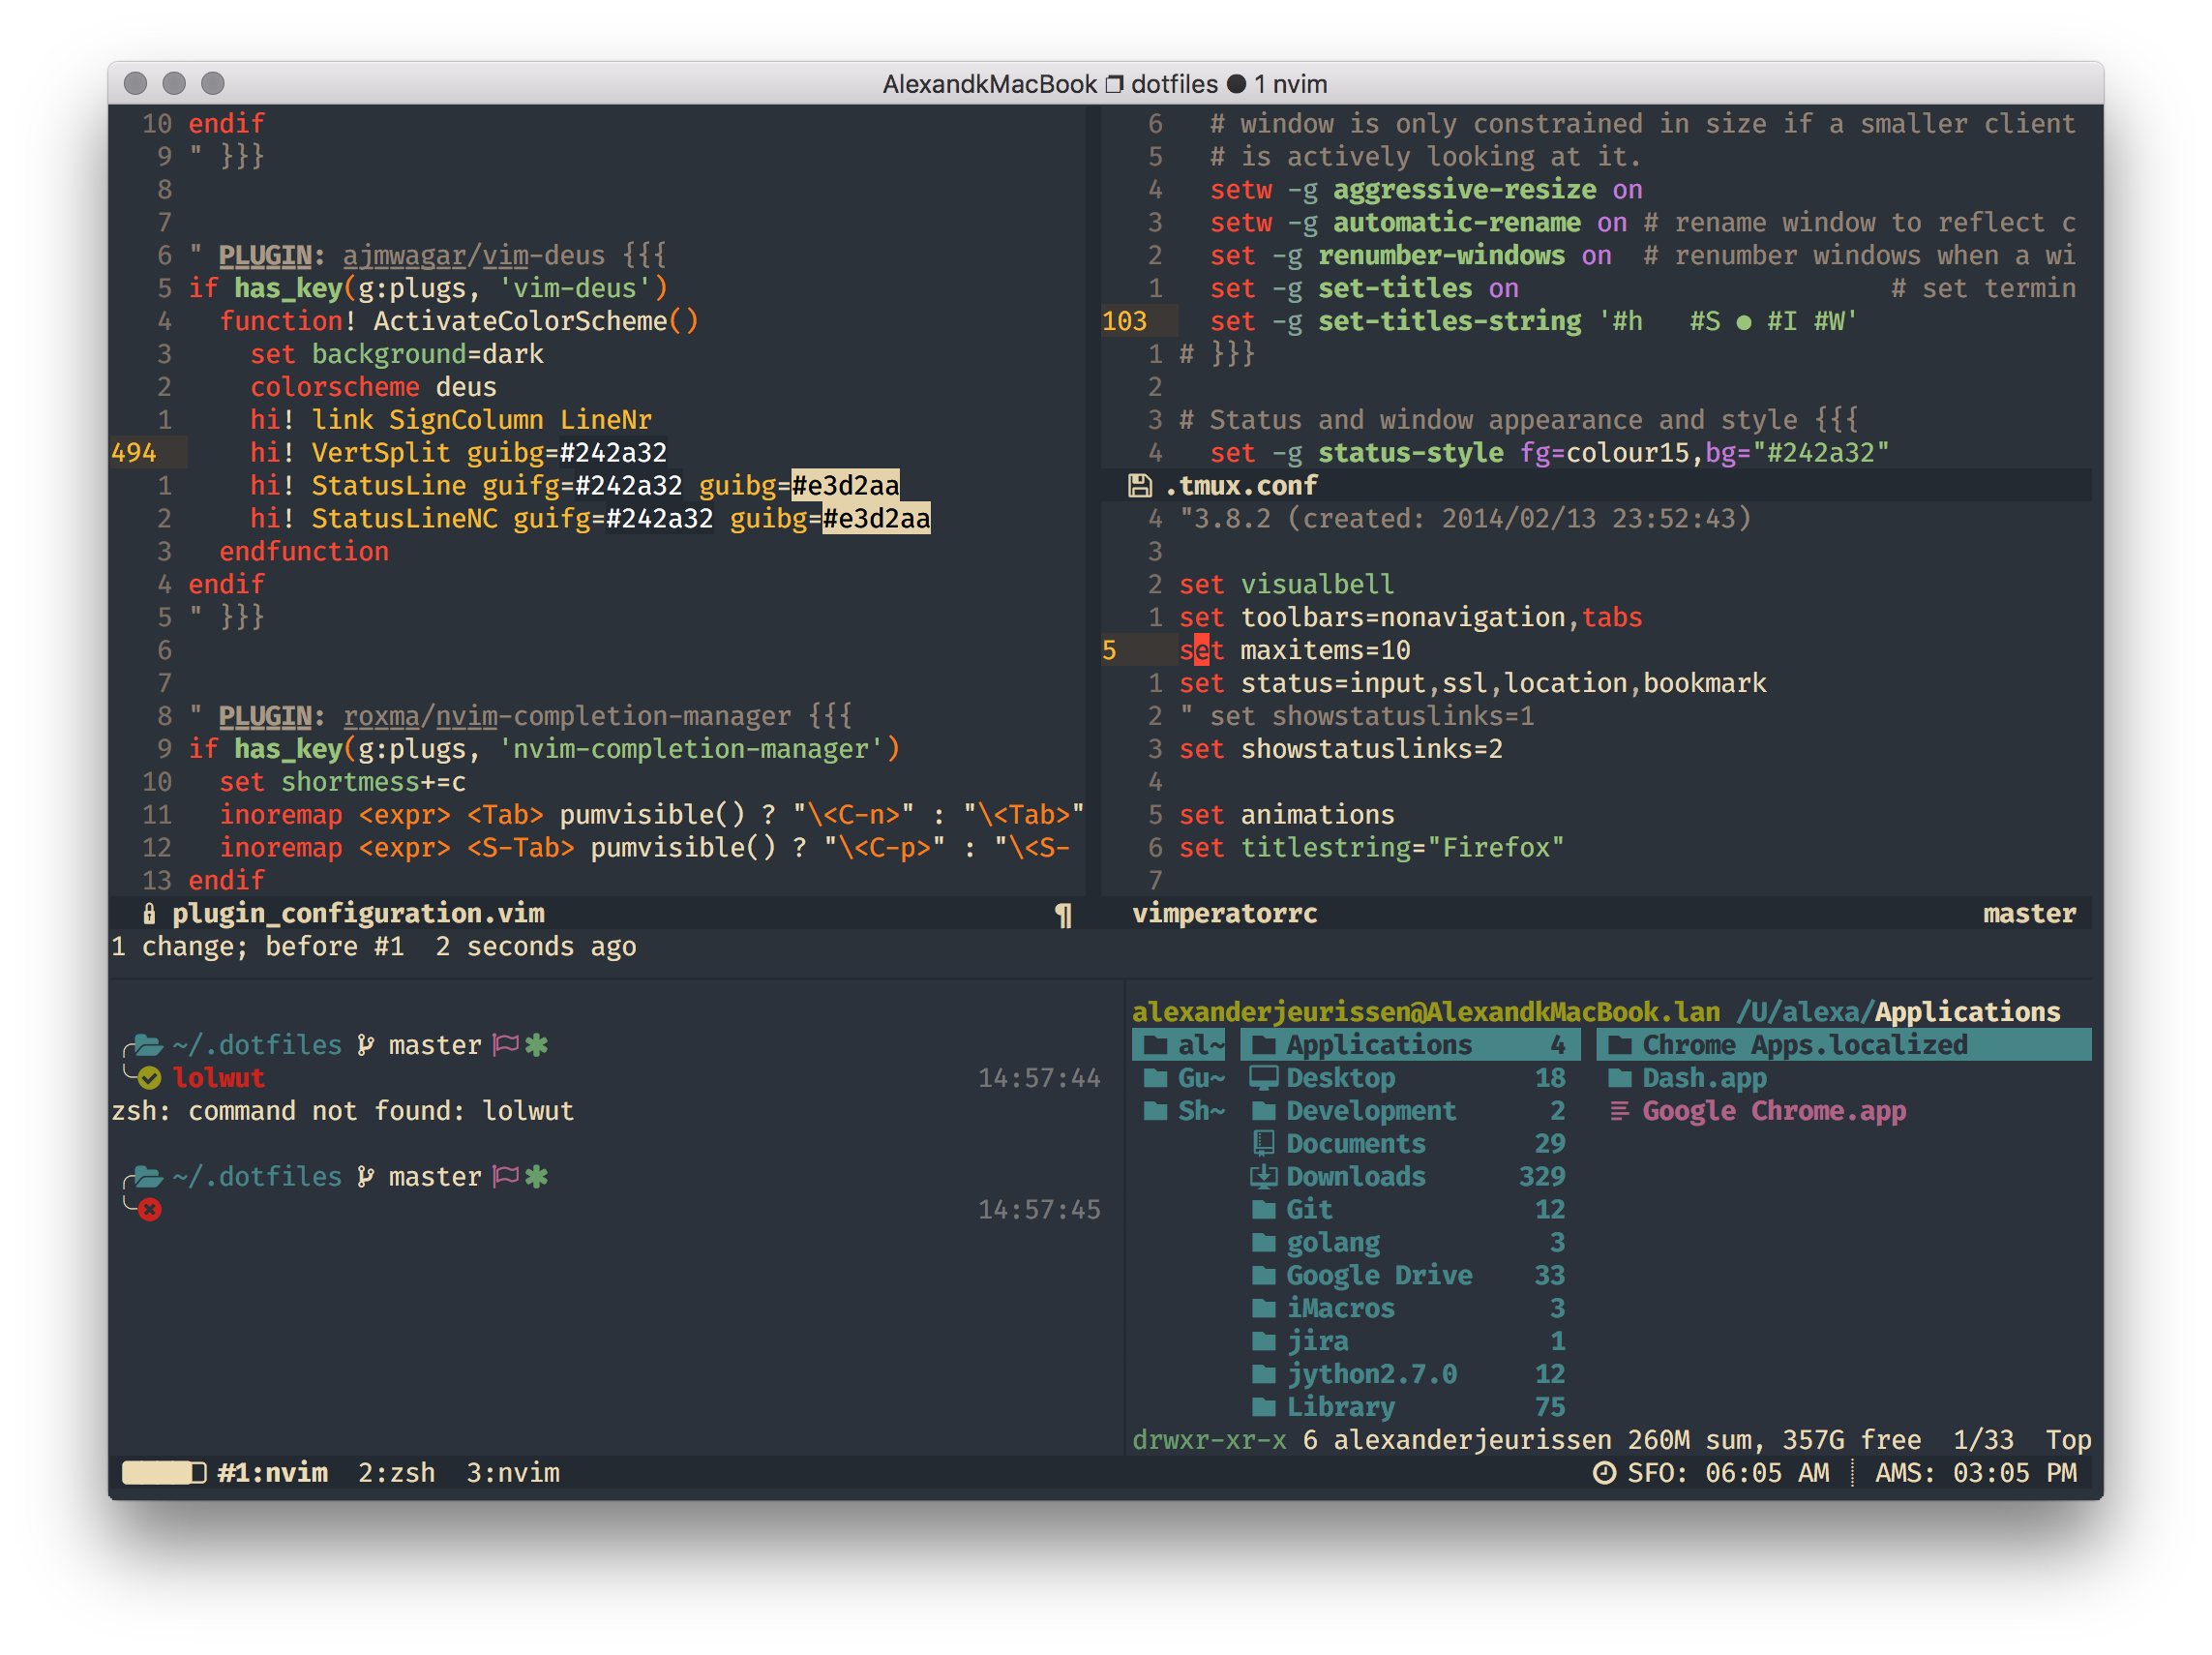 AlexandkMacBook ❐ dotfiles ● 1 nvim
10 endif
9 " }}}
8
7
6 " PLUGIN: ajmwagar/vim-deus {{{
5 if has_key(g:plugs, 'vim-deus')
4   function! ActivateColorScheme()
3     set background=dark
2     colorscheme deus
1     hi! link SignColumn LineNr
494     hi! VertSplit guibg=#242a32
1     hi! StatusLine guifg=#242a32 guibg=#e3d2aa
2     hi! StatusLineNC guifg=#242a32 guibg=#e3d2aa
3   endfunction
4 endif
5 " }}}
6
7
8 " PLUGIN: roxma/nvim-completion-manager {{{
9 if has_key(g:plugs, 'nvim-completion-manager')
10   set shortmess+=c
11   inoremap <expr> <Tab> pumvisible() ? "\<C-n>" : "\<Tab>"
12   inoremap <expr> <S-Tab> pumvisible() ? "\<C-p>" : "\<S-
13 endif
plugin_configuration.vim ¶
1 change; before #1  2 seconds ago
6   # window is only constrained in size if a smaller client
5   # is actively looking at it.
4   setw -g aggressive-resize on
3   setw -g automatic-rename on # rename window to reflect c
2   set -g renumber-windows on  # renumber windows when a wi
1   set -g set-titles on                        # set termin
103   set -g set-titles-string '#h   #S ● #I #W'
1 # }}}
2
3 # Status and window appearance and style {{{
4   set -g status-style fg=colour15,bg="#242a32"
.tmux.conf
4 "3.8.2 (created: 2014/02/13 23:52:43)
3
2 set visualbell
1 set toolbars=nonavigation,tabs
5 set maxitems=10
1 set status=input,ssl,location,bookmark
2 " set showstatuslinks=1
3 set showstatuslinks=2
4
5 set animations
6 set titlestring="Firefox"
7
vimperatorrc master
~/.dotfiles master
lolwut 14:57:44
zsh: command not found: lolwut
~/.dotfiles master
14:57:45
alexanderjeurissen@AlexandkMacBook.lan /U/alexa/Applications
al~ Applications 4 Chrome Apps.localized
Gu~ Desktop 18 Dash.app
Sh~ Development 2 Google Chrome.app
Documents 29
Downloads 329
Git 12
golang 3
Google Drive 33
iMacros 3
jira 1
jython2.7.0 12
Library 75
drwxr-xr-x 6 alexanderjeurissen 260M sum, 357G free  1/33  Top
#1:nvim  2:zsh  3:nvim SFO: 06:05 AM ┊ AMS: 03:05 PM